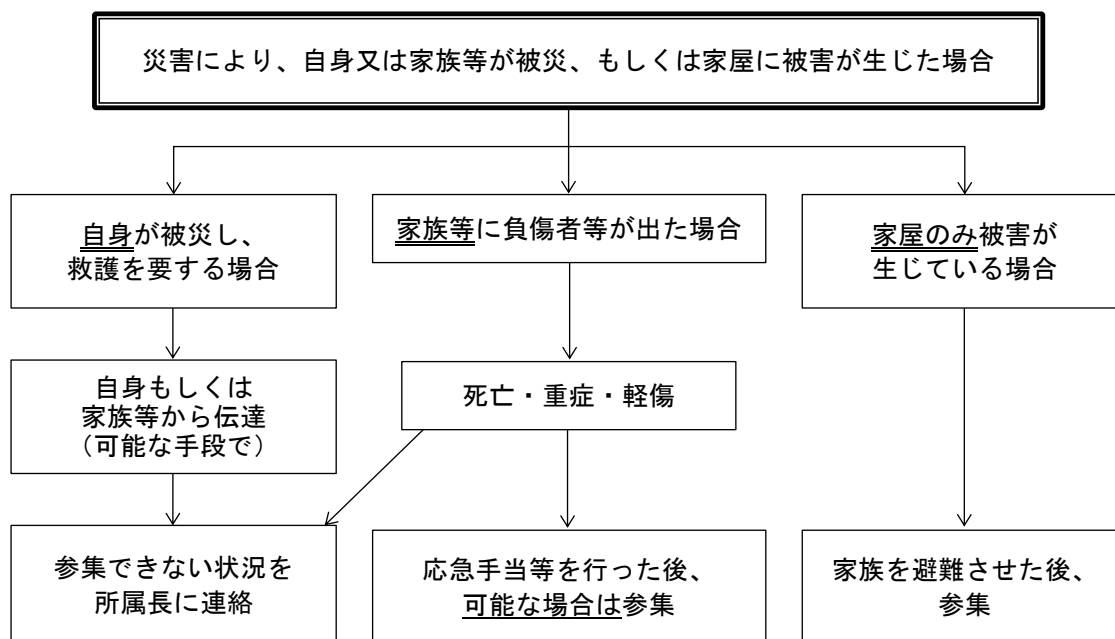 災害により、自身又は家族等が被災、もしくは家屋に被害が生じた場合
自身が被災し、
救護を要する場合
家族等に負傷者等が出た場合
家屋のみ被害が
生じている場合
自身もしくは
家族等から伝達
(可能な手段で)
死亡・重症・軽傷
参集できない状況を
所属長に連絡
応急手当等を行った後、
可能な場合は参集
家族を避難させた後、
参集